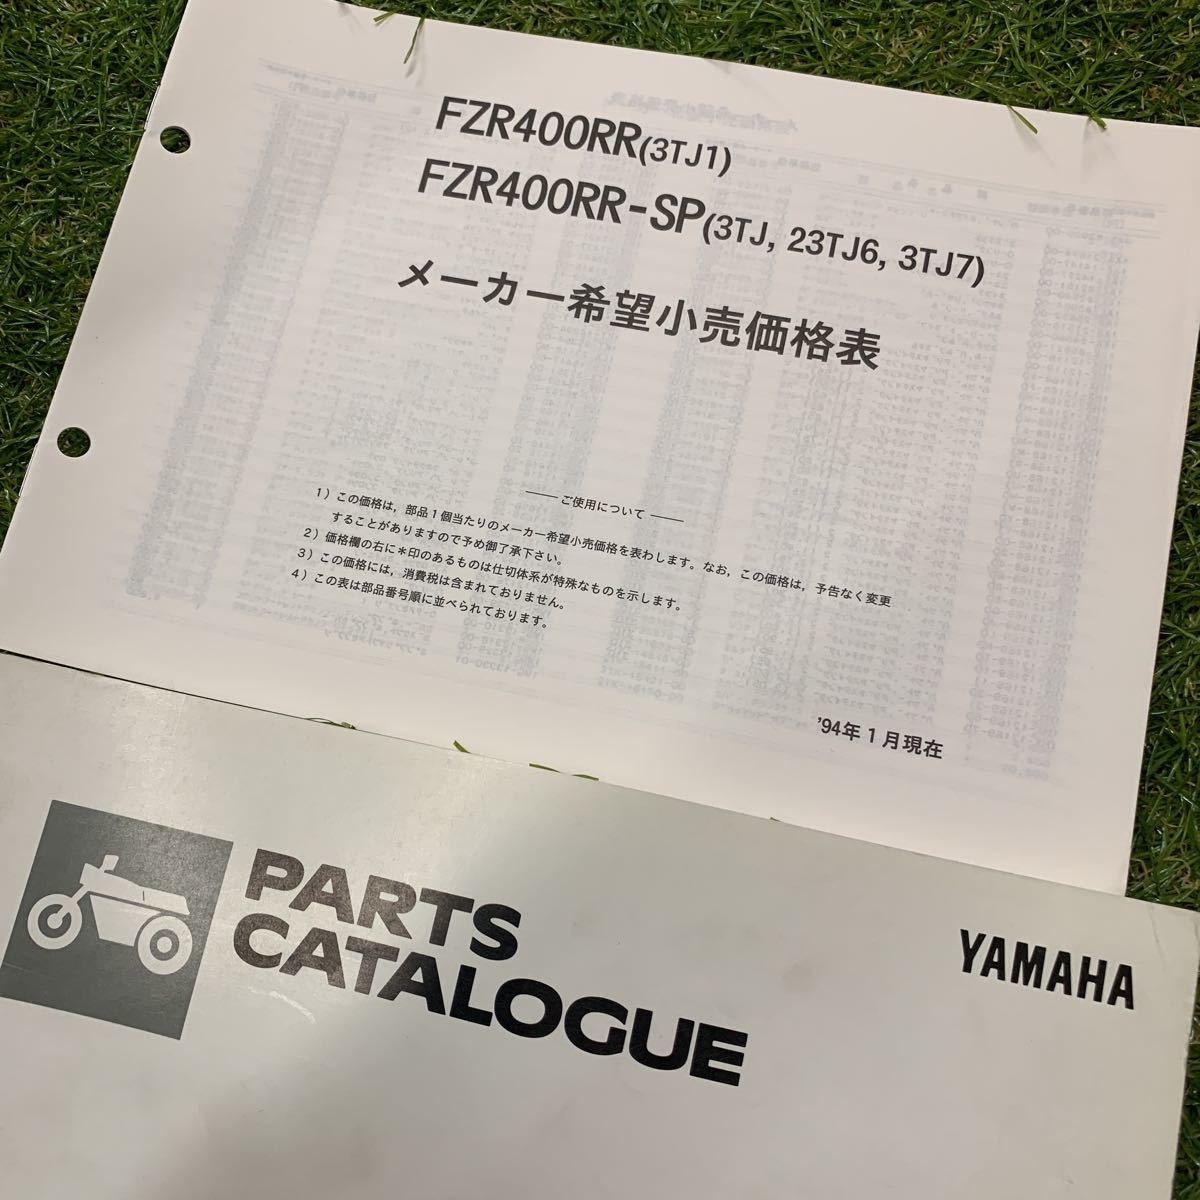 FZR400RR(3TJ1)
FZR400RR-SP(3TJ, 23TJ6, 3TJ7)
メーカー希望小売価格表
――― ご使用について ―――
1）この価格は，部品1個当たりのメーカー希望小売価格を表わします。なお，この価格は，予告なく変更
することがありますので予め御了承下さい。
2）価格欄の右に＊印のあるものは仕切体系が特殊なものを示します。
3）この価格には，消費税は含まれておりません。
4）この表は部品番号順に並べられております。
'94年1月現在
PARTS
CATALOGUE
YAMAHA